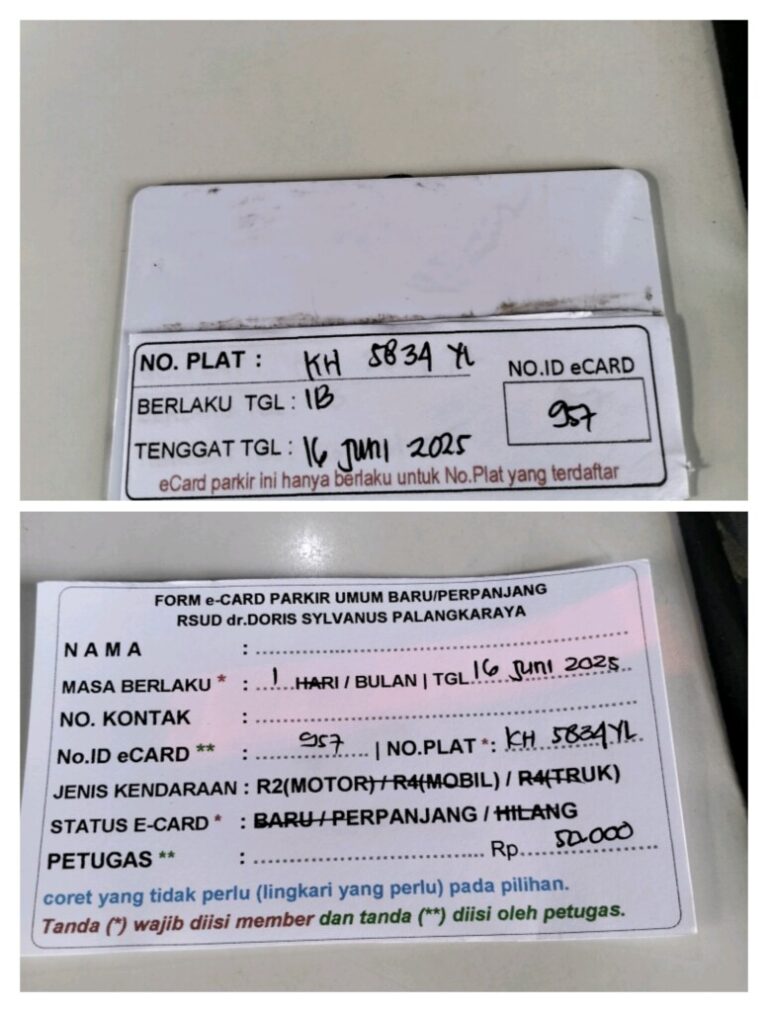 NO. PLAT : KH 5834 YL
NO.ID eCARD
BERLAKU TGL : 1B
957
TENGGAT TGL : 16 Juni 2025
eCard parkir ini hanya berlaku untuk No.Plat yang terdaftar
FORM e-CARD PARKIR UMUM BARU/PERPANJANG
RSUD dr.DORIS SYLVANUS PALANGKARAYA
NAMA :
MASA BERLAKU * : 1 HARI / BULAN | TGL 16 Juni 2025
NO. KONTAK :
No.ID eCARD ** : 957 | NO.PLAT *: KH 5834 YL
JENIS KENDARAAN : R2(MOTOR) / R4(MOBIL) / R4(TRUK)
STATUS E-CARD * : BARU / PERPANJANG / HILANG
PETUGAS ** : Rp. 50.000
coret yang tidak perlu (lingkari yang perlu) pada pilihan.
Tanda (*) wajib diisi member dan tanda (**) diisi oleh petugas.